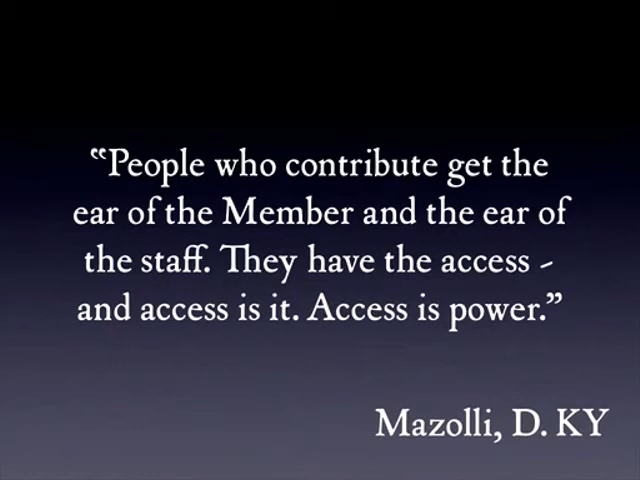 “People who contribute get the
ear of the Member and the ear of
the staff. They have the access -
and access is it. Access is power.”
Mazolli, D. KY